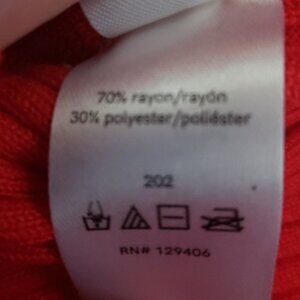 70% rayon/rayón
30% polyester/poliéster
202
RN# 129406